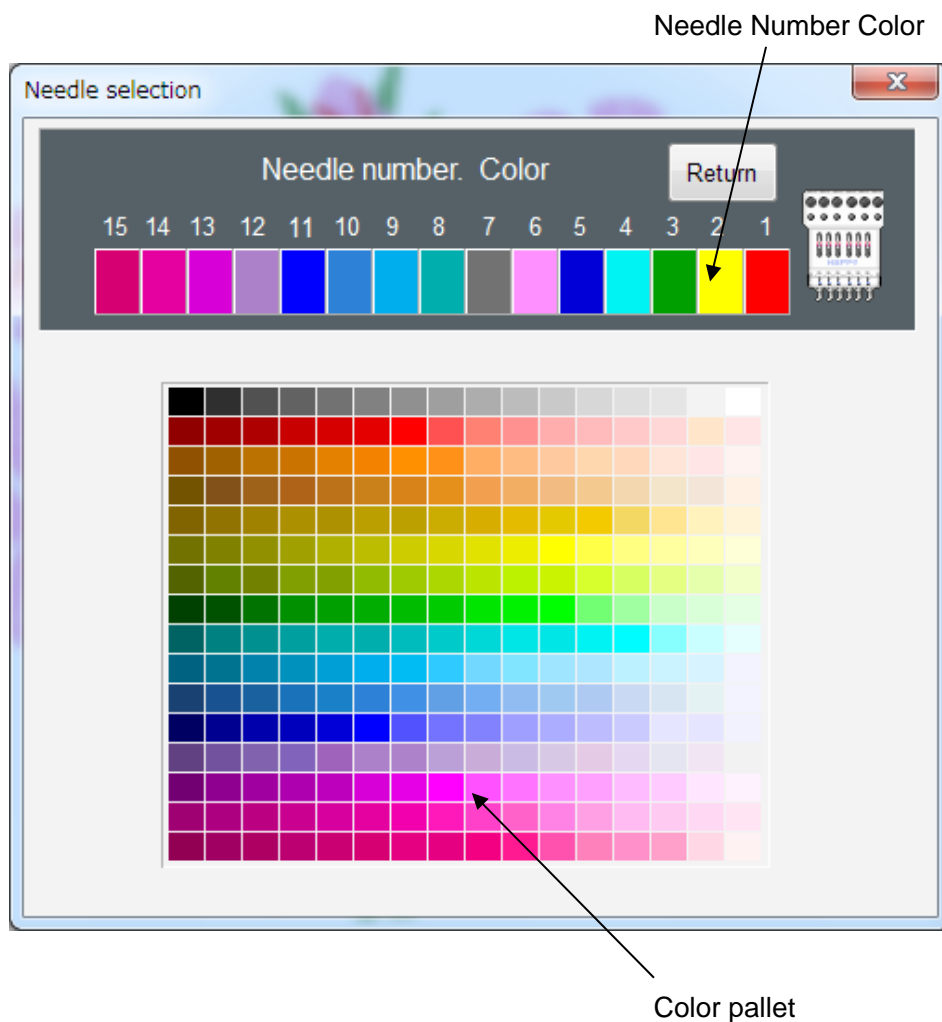 Needle Number Color
Needle selection
x
Needle number. Color
Return
15 14 13 12 11 10 9 8 7 6 5 4 3 2 1
HAPPY
Color pallet